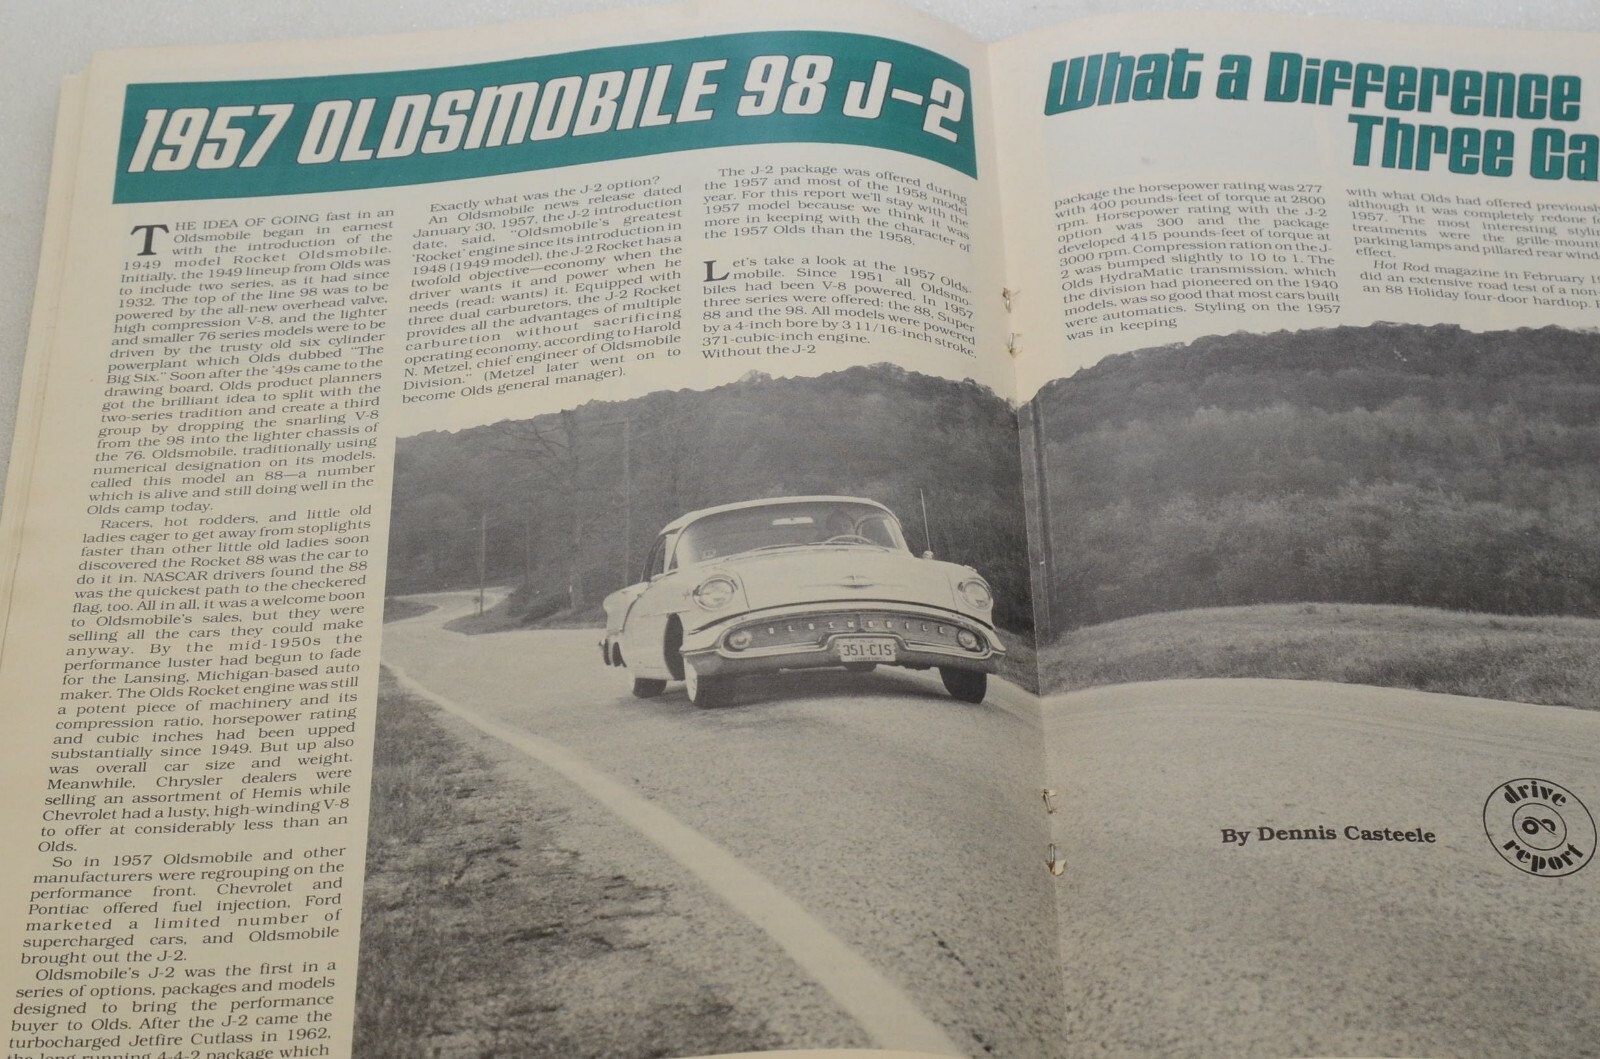 1957 OLDSMOBILE 98 J-2
THE IDEA OF GOING fast in an
Oldsmobile began in earnest
with the introduction of the
1949 model Rocket Oldsmobile.
Initially, the 1949 lineup from Olds was
to include two series, as it had since
1932. The top of the line 98 was to be
powered by the all-new overhead valve,
high compression V-8, and the lighter
and smaller 76 series models were to be
driven by the trusty old six cylinder
powerplant which Olds dubbed "The
Big Six." Soon after the '49s came to the
drawing board, Olds product planners
got the brilliant idea to split with the
two-series tradition and create a third
group by dropping the snarling V-8
from the 98 into the lighter chassis of
the 76. Oldsmobile, traditionally using
numerical designation on its models,
called this model an 88—a number
which is alive and still doing well in the
Olds camp today.
Racers, hot rodders, and little old
ladies eager to get away from stoplights
faster than other little old ladies soon
discovered the Rocket 88 was the car to
do it in. NASCAR drivers found the 88
was the quickest path to the checkered
flag, too. All in all, it was a welcome boon
to Oldsmobile's sales, but they were
selling all the cars they could make
anyway. By the mid-1950s the
performance luster had begun to fade
for the Lansing, Michigan-based auto
maker. The Olds Rocket engine was still
a potent piece of machinery and its
compression ratio, horsepower rating
and cubic inches had been upped
substantially since 1949. But up also
was overall car size and weight.
Meanwhile, Chrysler dealers were
selling an assortment of Hemis while
Chevrolet had a lusty, high-winding V-8
to offer at considerably less than an
Olds.
So in 1957 Oldsmobile and other
manufacturers were regrouping on the
performance front. Chevrolet and
Pontiac offered fuel injection, Ford
marketed a limited number of
supercharged cars, and Oldsmobile
brought out the J-2.
Oldsmobile's J-2 was the first in a
series of options, packages and models
designed to bring the performance
buyer to Olds. After the J-2 came the
turbocharged Jetfire Cutlass in 1962,
the long running 4-4-2 package which
Exactly what was the J-2 option?
An Oldsmobile news release dated
January 30, 1957, the J-2 introduction
date, said, "Oldsmobile's greatest
'Rocket' engine since its introduction in
1948 (1949 model), the J-2 Rocket has a
twofold objective—economy when the
driver wants it and power when he
needs (read: wants) it. Equipped with
three dual carburetors, the J-2 Rocket
provides all the advantages of multiple
carburetion without sacrificing
operating economy, according to Harold
N. Metzel, chief engineer of Oldsmobile
Division." (Metzel later went on to
become Olds general manager).
The J-2 package was offered during
the 1957 and most of the 1958 model
year. For this report we'll stay with the
1957 model because we think it was
more in keeping with the character of
the 1957 Olds than the 1958.
Let's take a look at the 1957 Olds-
mobile. Since 1951 all Oldsmo-
biles had been V-8 powered. In 1957
three series were offered: the 88, Super
88 and the 98. All models were powered
by a 4-inch bore by 3 11/16-inch stroke,
371-cubic-inch engine.
Without the J-2
What a Difference
Three Ca
package the horsepower rating was 277
with 400 pounds-feet of torque at 2800
rpm. Horsepower rating with the J-2
option was 300 and the package
developed 415 pounds-feet of torque at
3000 rpm. Compression ration on the J-
2 was bumped slightly to 10 to 1. The
Olds HydraMatic transmission, which
the division had pioneered on the 1940
models, was so good that most cars built
were automatics. Styling on the 1957
was in keeping
with what Olds had offered previously
although it was completely redone
1957. The most interesting
treatments were the
parking lamps and pillared rear
effect.
Hot Rod magazine in February
did an extensive road test of a
an 88 Holiday four-door hardtop.
OLDSMOBILE
351-CIS
By Dennis Casteele
drive
report